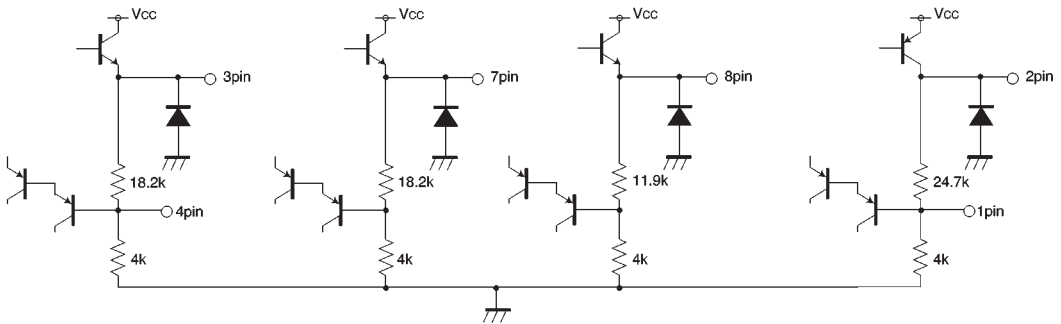 Vcc Vcc Vcc Vcc
3pin 7pin 8pin 2pin
18.2k 18.2k 11.9k 24.7k
4pin 1pin
4k 4k 4k 4k